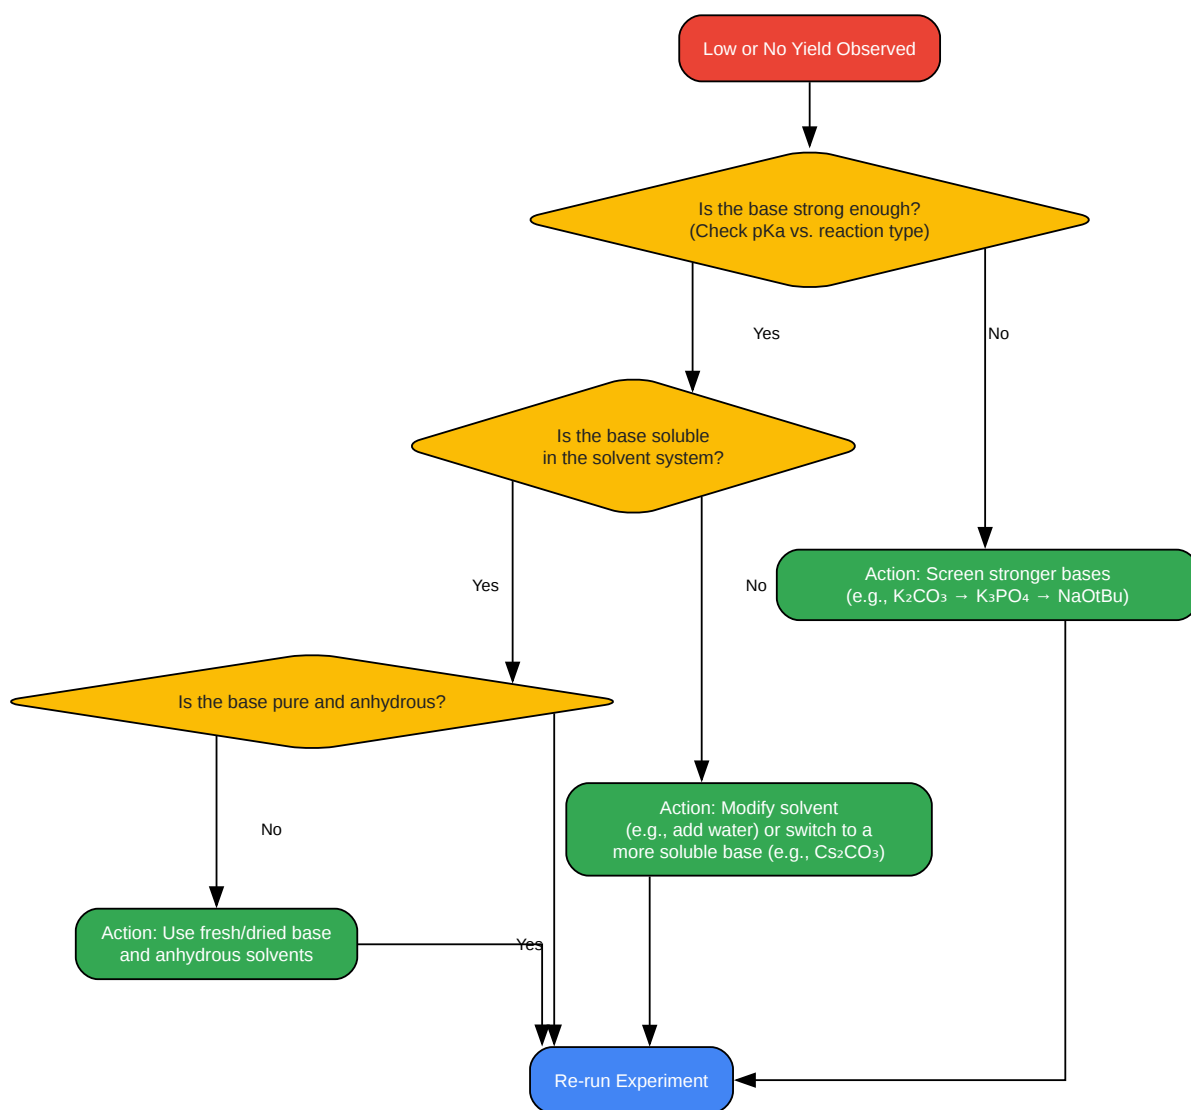 Low or No Yield Observed
Is the base strong enough?
(Check pKa vs. reaction type)
Yes
No
Is the base soluble
in the solvent system?
Yes
No
Action: Screen stronger bases
(e.g., K₂CO₃ → K₃PO₄ → NaOtBu)
Is the base pure and anhydrous?
No
Action: Modify solvent
(e.g., add water) or switch to a
more soluble base (e.g., Cs₂CO₃)
Action: Use fresh/dried base
and anhydrous solvents
Yes
Re-run Experiment